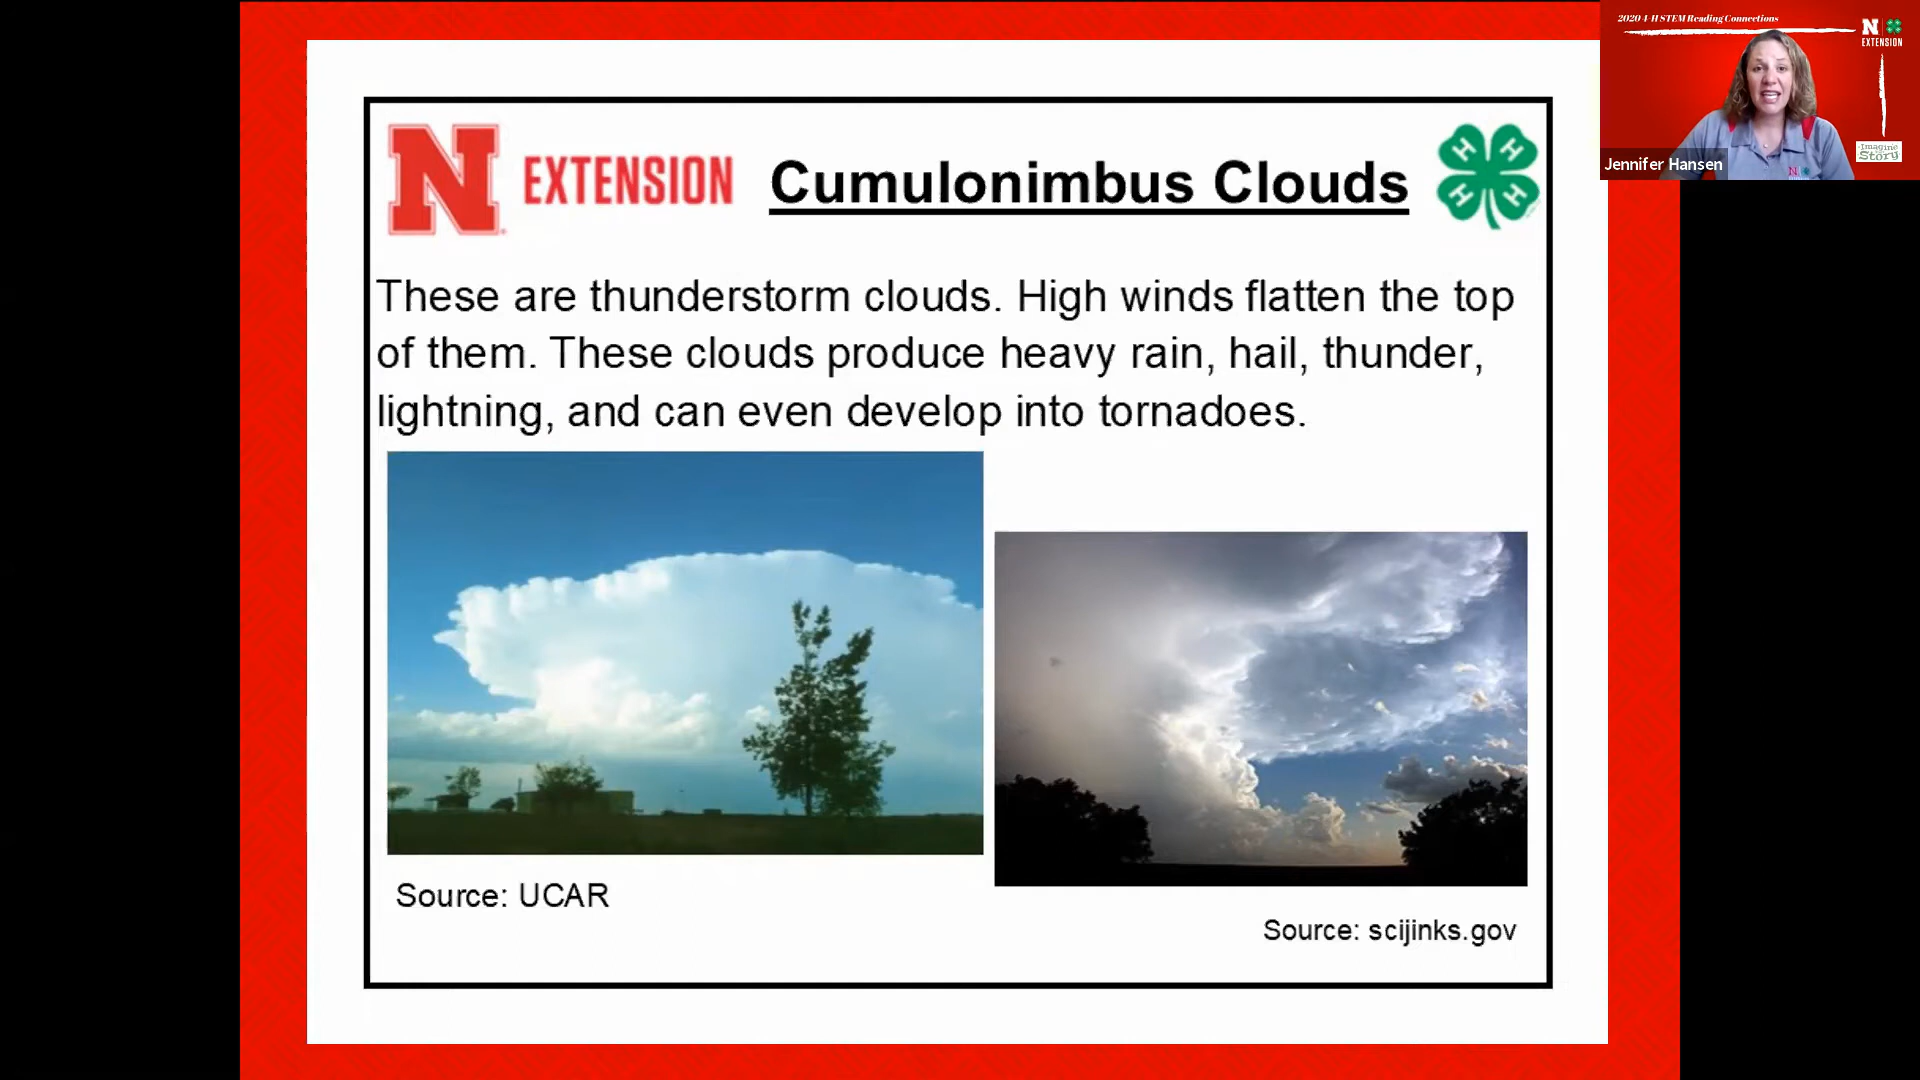 2020 4-H STEM Reading Connections
N
EXTENSION
Jennifer Hansen
Imagine
Story
N EXTENSION Cumulonimbus Clouds
H H H H
These are thunderstorm clouds. High winds flatten the top
of them. These clouds produce heavy rain, hail, thunder,
lightning, and can even develop into tornadoes.
Source: UCAR
Source: scijinks.gov